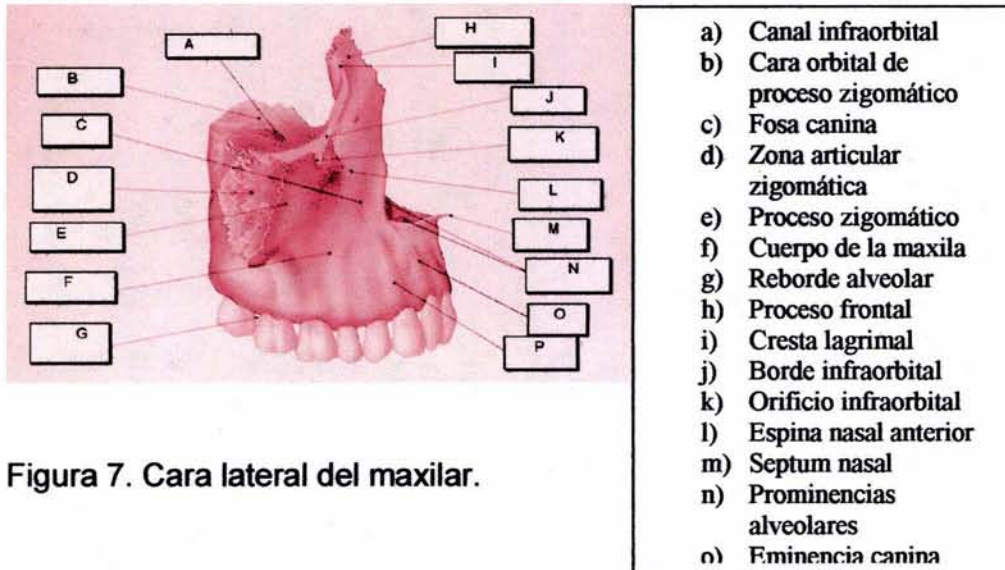 A
B
C
D
E
F
G
H
I
J
K
L
M
N
O
P
Figura 7. Cara lateral del maxilar.
a) Canal infraorbital
b) Cara orbital de
proceso zigomático
c) Fosa canina
d) Zona articular
zigomática
e) Proceso zigomático
f) Cuerpo de la maxila
g) Reborde alveolar
h) Proceso frontal
i) Cresta lagrimal
j) Borde infraorbital
k) Orificio infraorbital
l) Espina nasal anterior
m) Septum nasal
n) Prominencias
alveolares
o) Eminencia canina